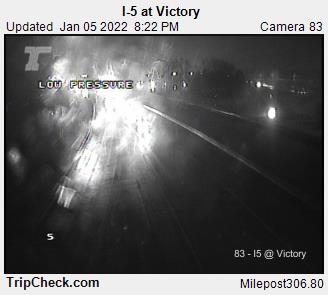 I-5 at Victory
Updated Jan 05 2022 8:22 PM Camera 83
T
LOW PRESSURE
S
83 - I5 @ Victory
TripCheck.com Milepost306.80